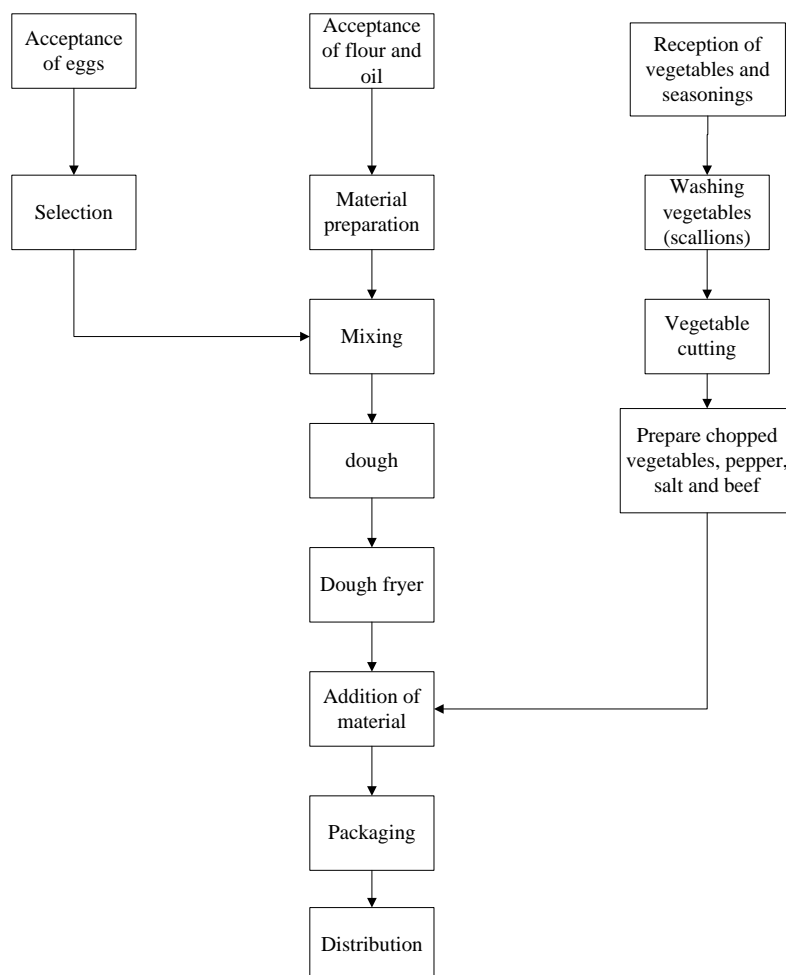 Acceptance
of eggs
Acceptance
of flour and
oil
Reception of
vegetables and
seasonings
Selection
Material
preparation
Washing
vegetables
(scallions)
Mixing
Vegetable
cutting
dough
Prepare chopped
vegetables, pepper,
salt and beef
Dough fryer
Addition of
material
Packaging
Distribution